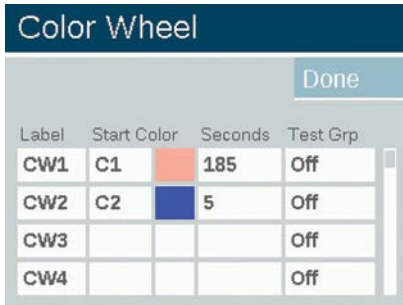 Color Wheel
Done
Label Start Color Seconds Test Grp
CW1 C1 185 Off
CW2 C2 5 Off
CW3 Off
CW4 Off